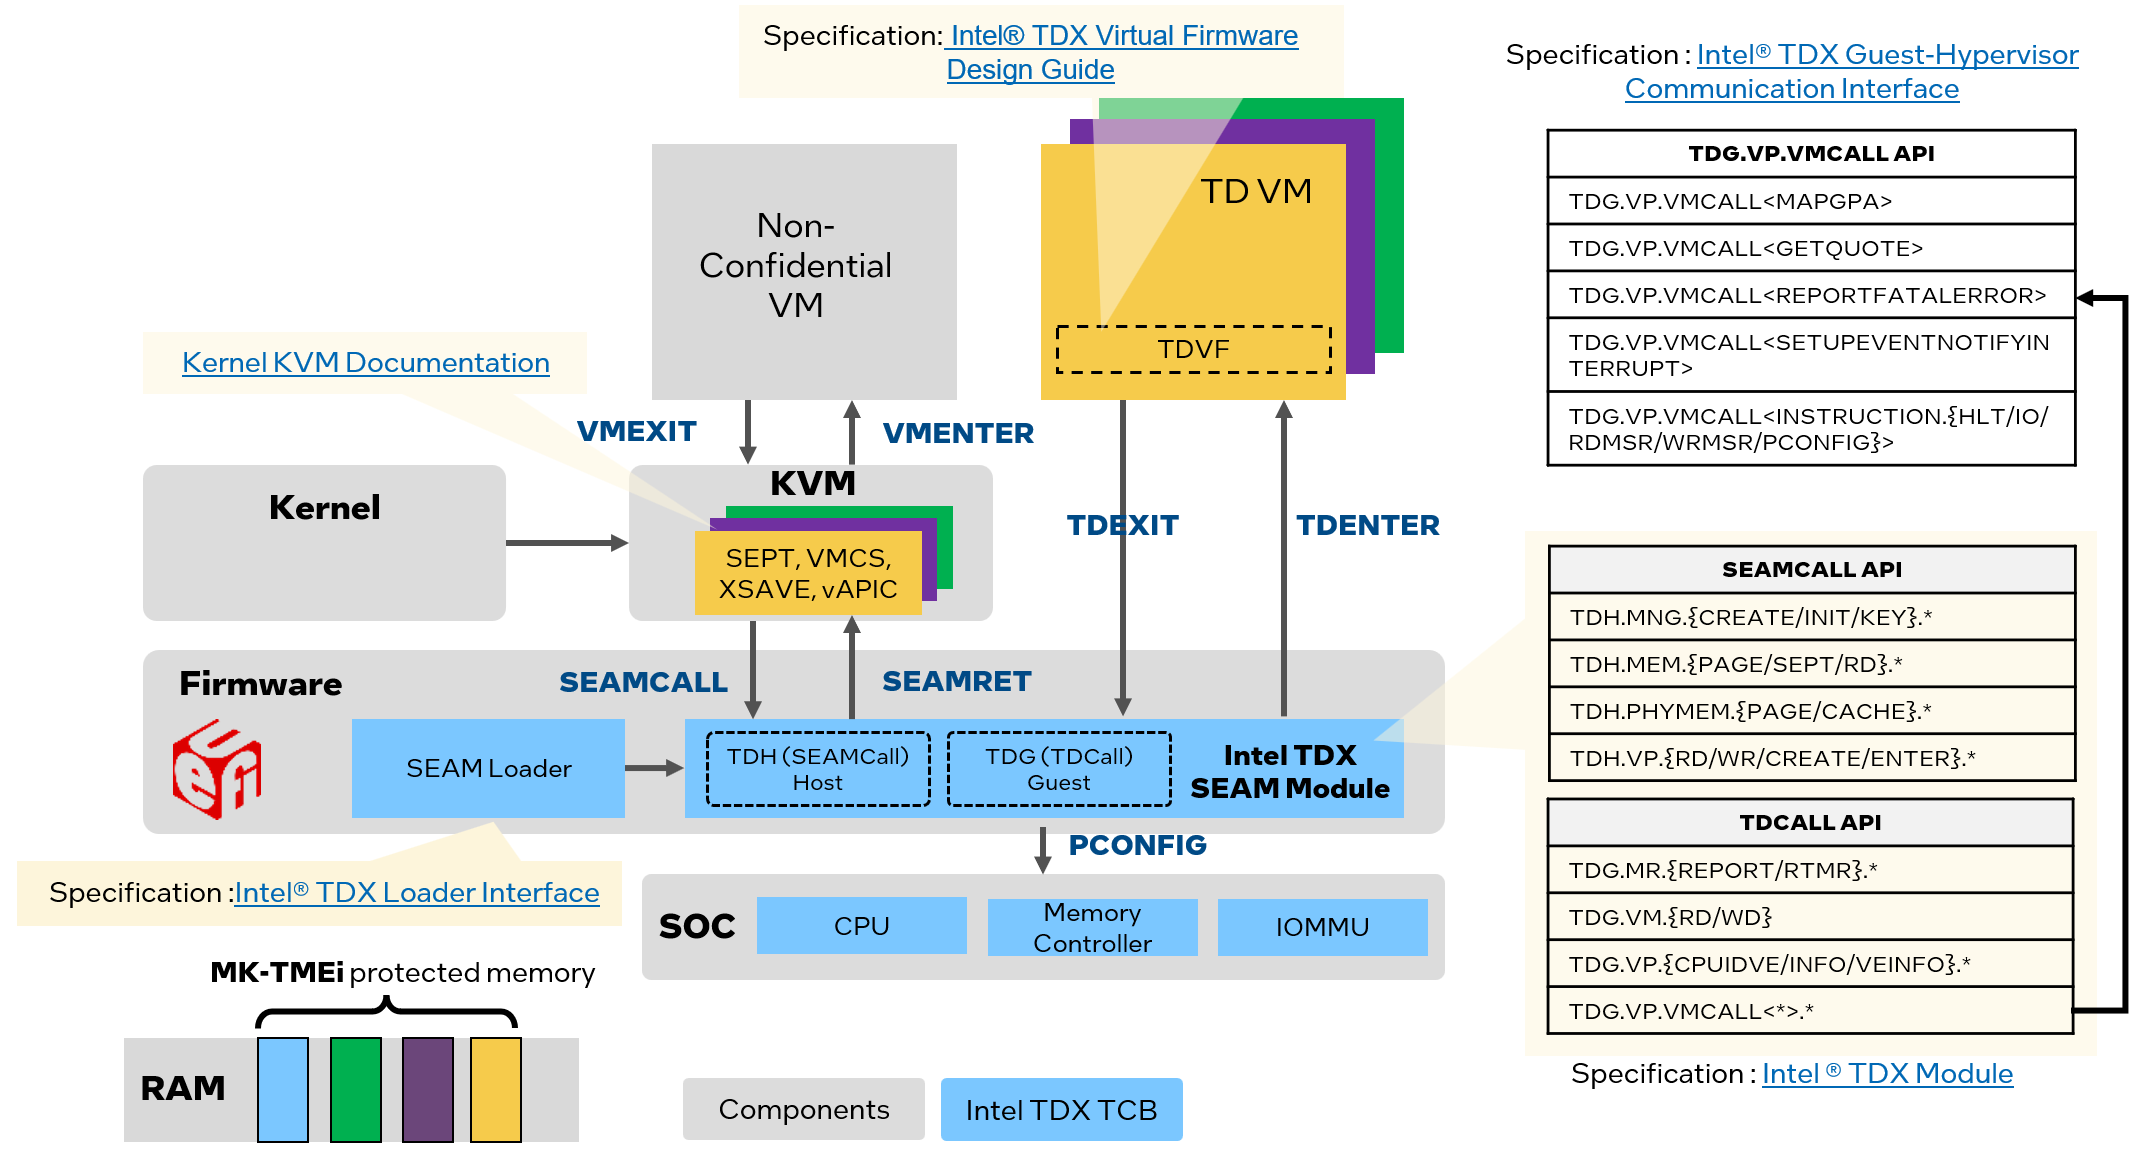 Specification: Intel® TDX Virtual Firmware
Design Guide
Specification : Intel® TDX Guest-Hypervisor
Communication Interface
TDG.VP.VMCALL API
TDG.VP.VMCALL<MAPGPA>
TDG.VP.VMCALL<GETQUOTE>
TDG.VP.VMCALL<REPORTFATALERROR>
TDG.VP.VMCALL<SETUPEVENTNOTIFYIN
TERRUPT>
TDG.VP.VMCALL<INSTRUCTION.{HLT/IO/
RDMSR/WRMSR/PCONFIG}>
Non-
Confidential
VM
TD VM
TDVF
Kernel KVM Documentation
VMEXIT
VMENTER
Kernel
KVM
SEPT, VMCS,
XSAVE, vAPIC
TDEXIT
TDENTER
SEAMCALL API
TDH.MNG.{CREATE/INIT/KEY}.*
TDH.MEM.{PAGE/SEPT/RD}.*
TDH.PHYMEM.{PAGE/CACHE}.*
TDH.VP.{RD/WR/CREATE/ENTER}.*
Firmware
SEAMCALL
SEAMRET
UEFI
SEAM Loader
TDH (SEAMCall)
Host
TDG (TDCall)
Guest
Intel TDX
SEAM Module
TDCALL API
TDG.MR.{REPORT/RTMR}.*
TDG.VM.{RD/WD}
TDG.VP.{CPUIDVE/INFO/VEINFO}.*
TDG.VP.VMCALL<*>.*
Specification : Intel ® TDX Module
PCONFIG
Specification :Intel® TDX Loader Interface
SOC
CPU
Memory
Controller
IOMMU
MK-TMEi protected memory
RAM
Components
Intel TDX TCB